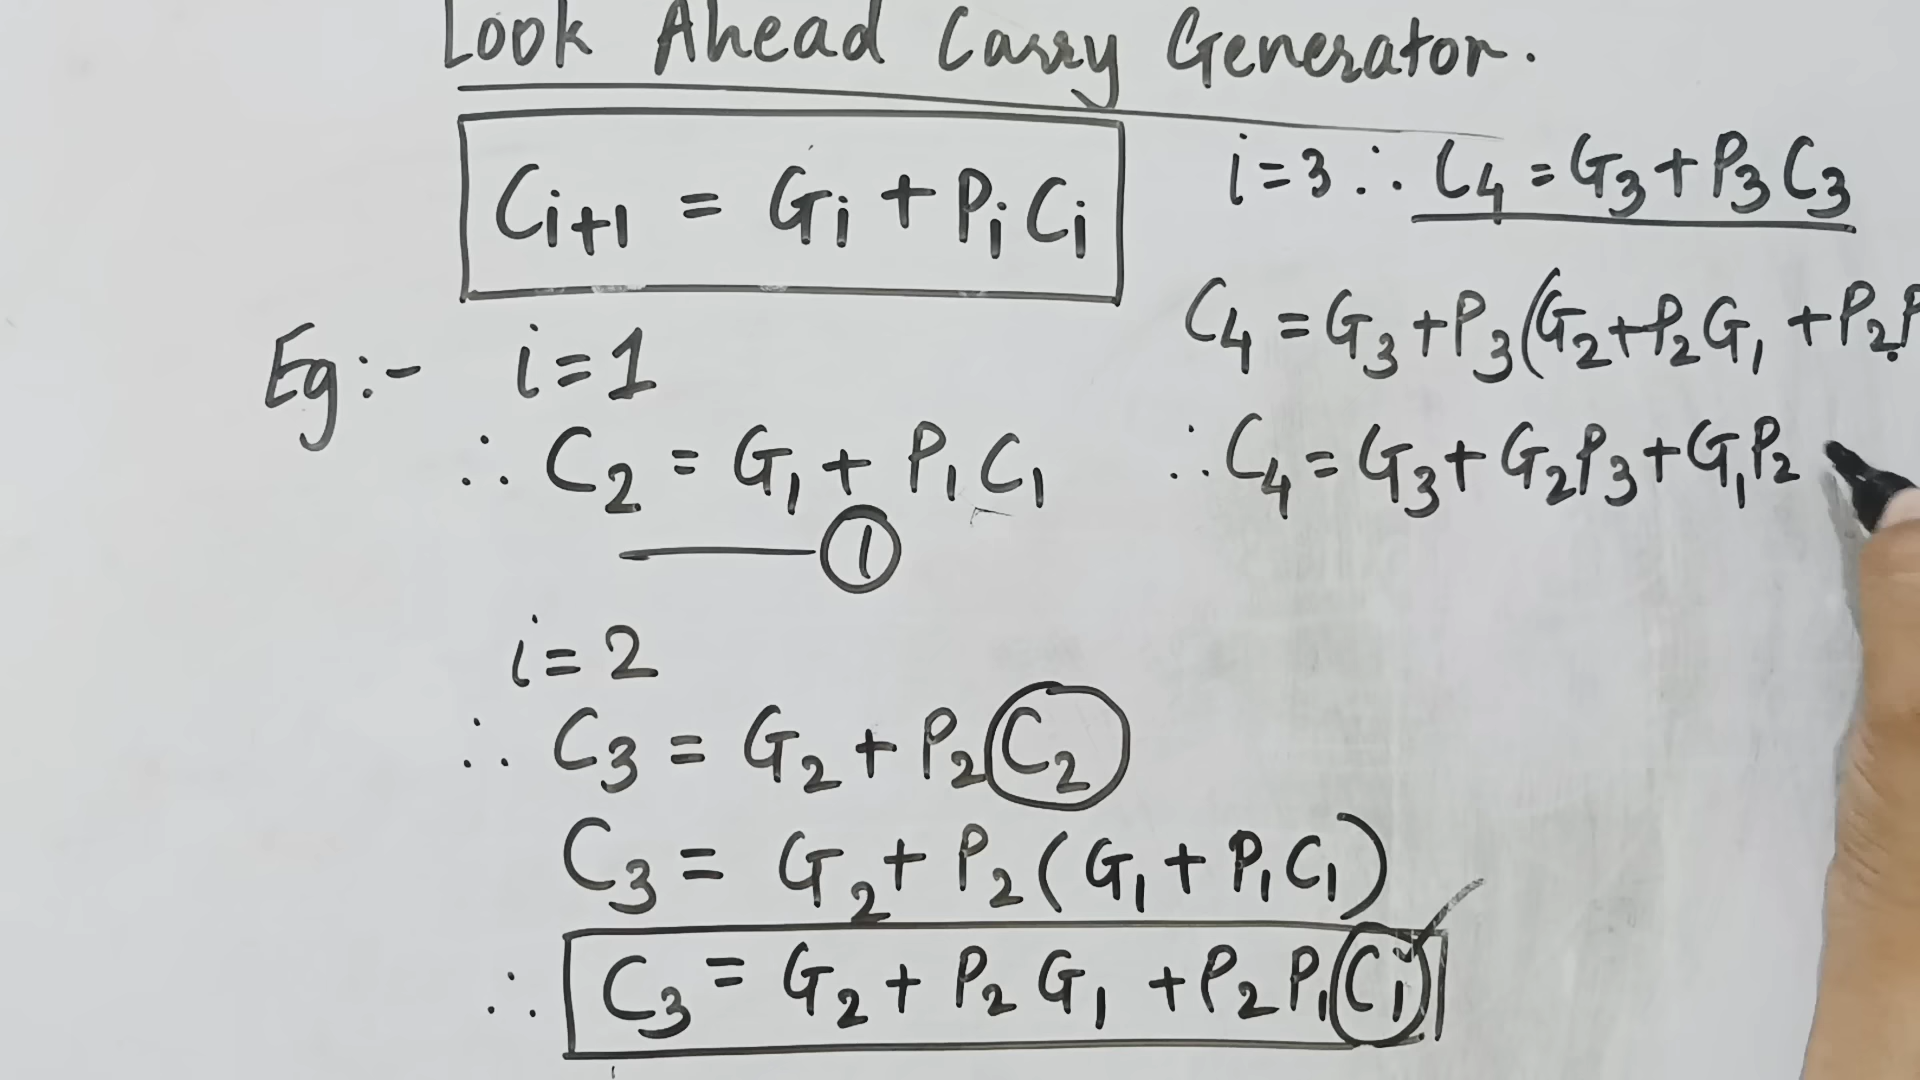 Look Ahead Carry Generator.
Ci+1 = Gi + PiCi
Eg:- i=1
∴ C2 = G1 + P1C1
1
i=2
∴ C3 = G2 + P2C2
C3 = G2 + P2(G1 + P1C1)
∴ C3 = G2 + P2G1 + P2P1C1
i=3 ∴ C4 = G3 + P3C3
C4 = G3 + P3(G2 + P2G1 + P2P
∴ C4 = G3 + G2P3 + G1P2